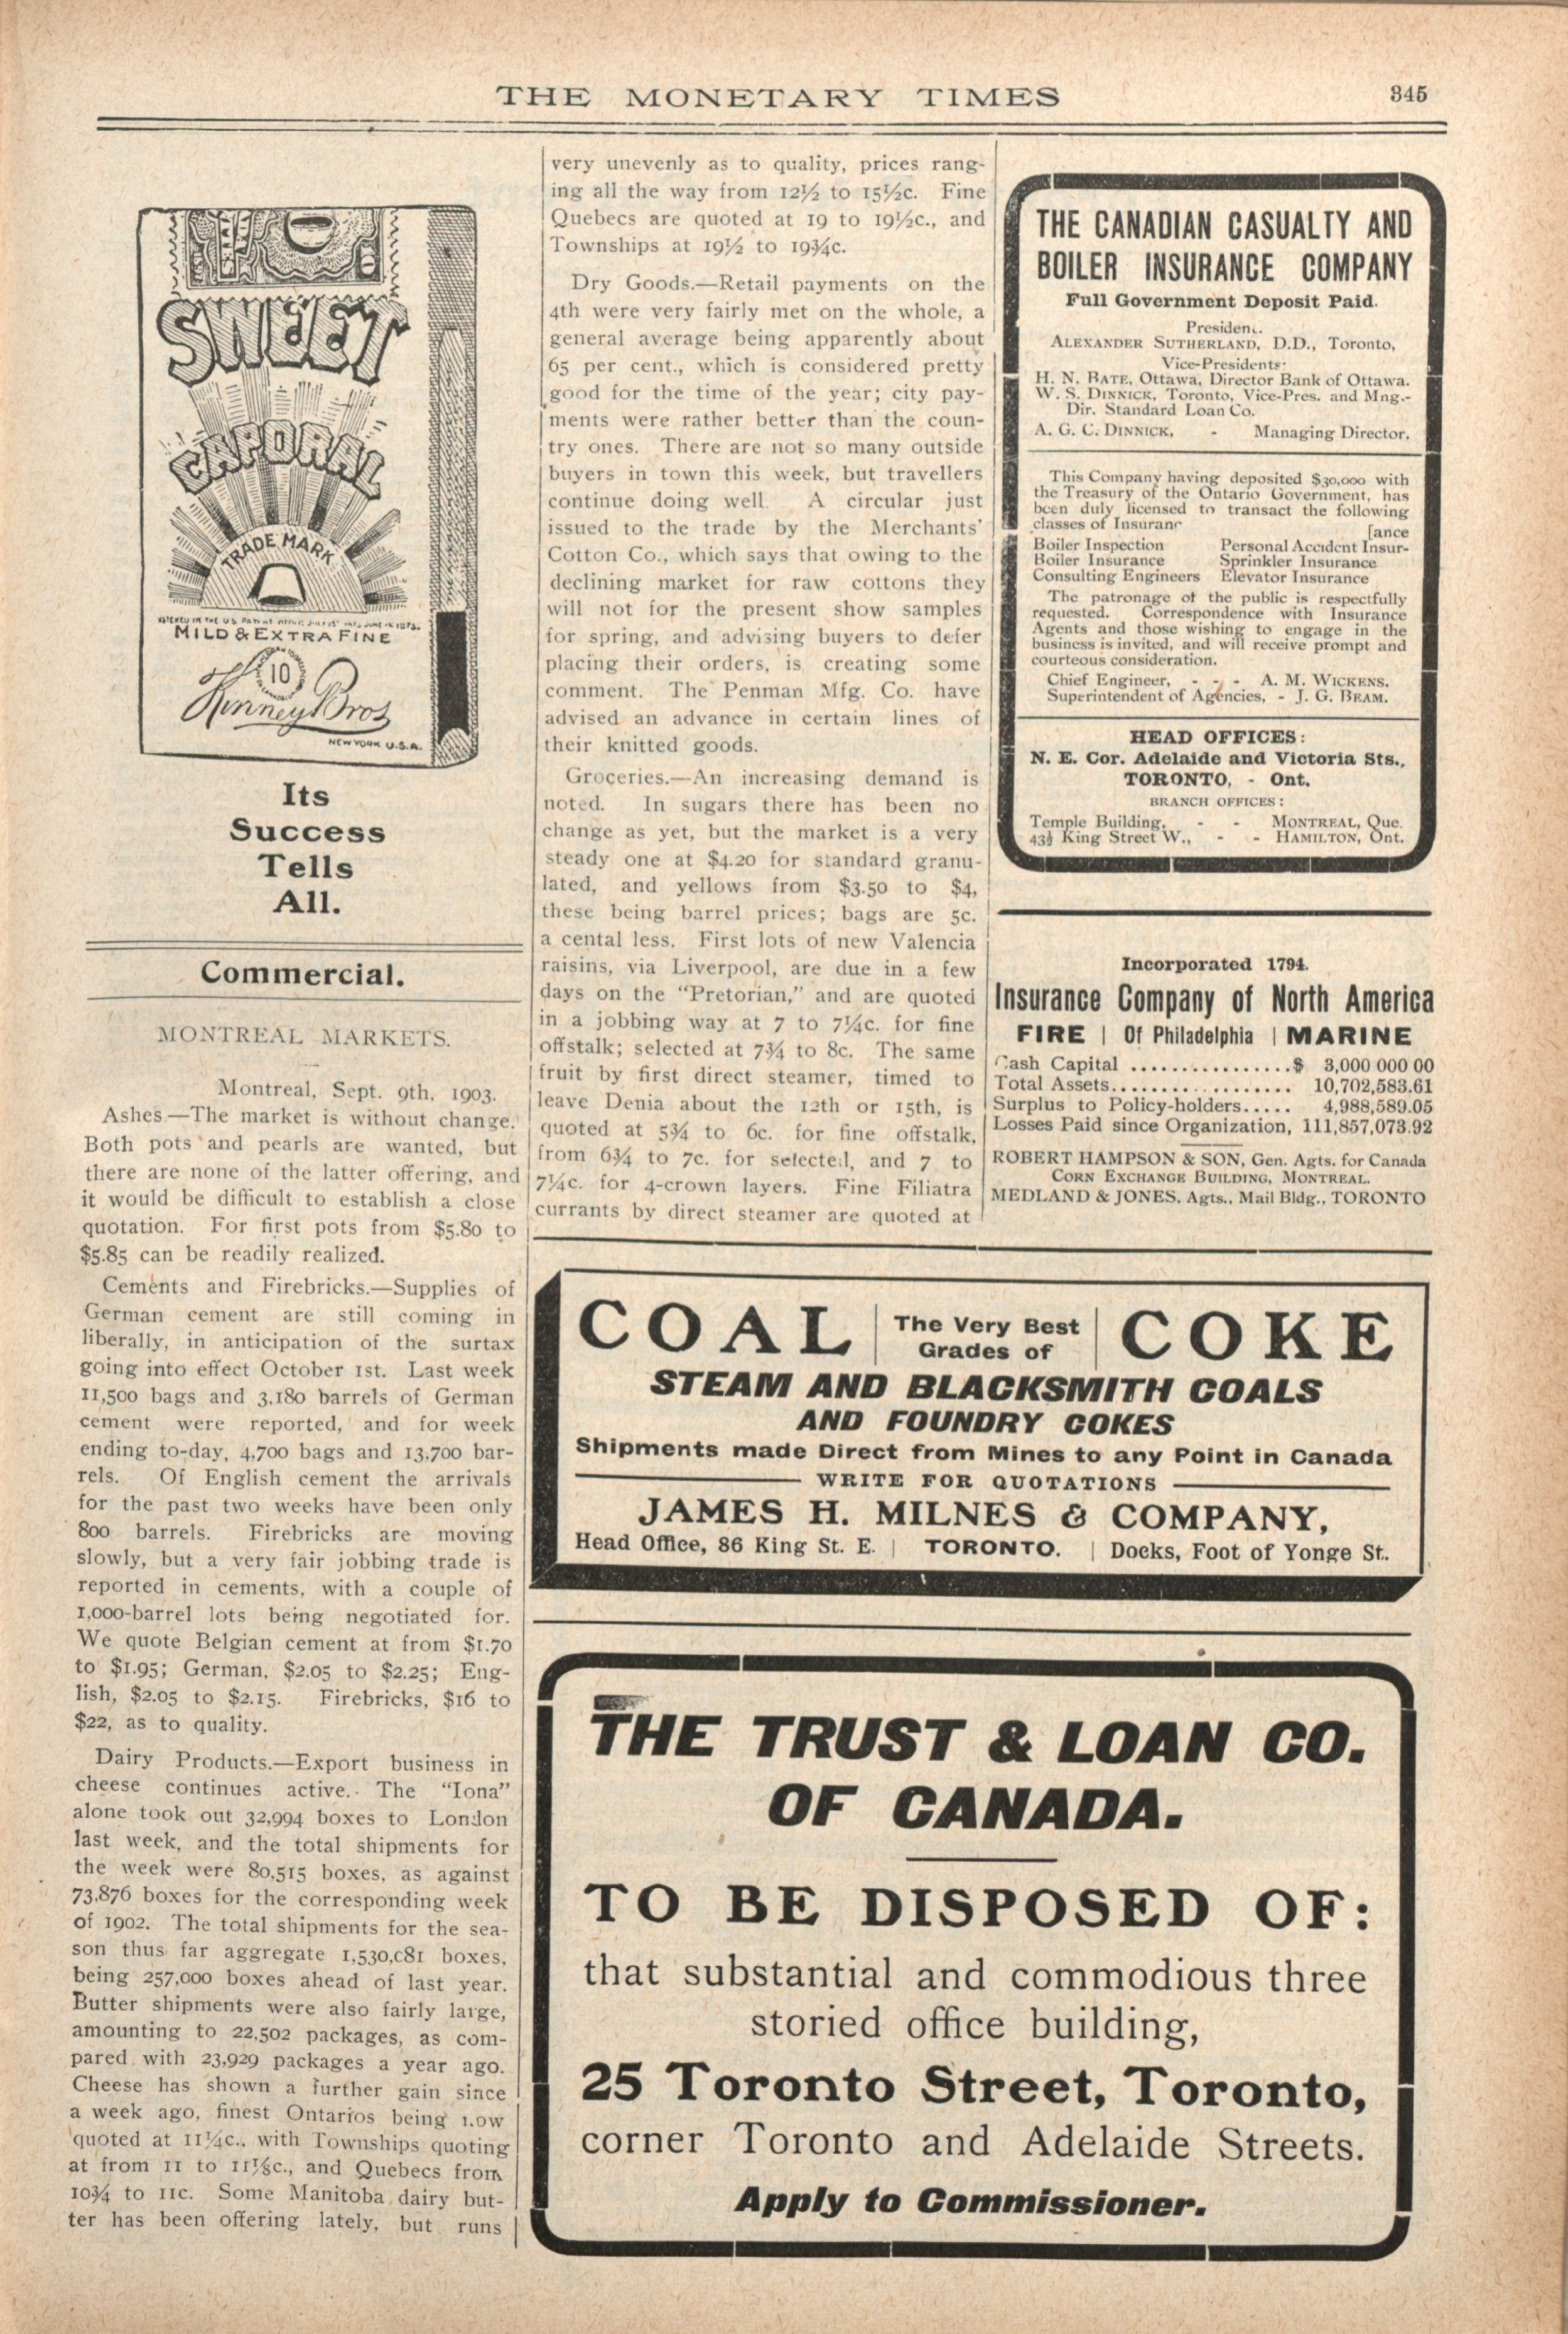 THE MONETARY TIMES
345
SWEET
CAPORAL
TRADE MARK
MILD & EXTRA FINE
10
Kinney Bros
NEW YORK U.S.A.
Its
Success
Tells
All.
Commercial.
MONTREAL MARKETS.
Montreal, Sept. 9th, 1903.
Ashes.—The market is without change.
Both pots and pearls are wanted, but
there are none of the latter offering, and
it would be difficult to establish a close
quotation. For first pots from $5.80 to
$5.85 can be readily realized.
Cements and Firebricks.—Supplies of
German cement are still coming in
liberally, in anticipation of the surtax
going into effect October 1st. Last week
11,500 bags and 3,180 barrels of German
cement were reported, and for week
ending to-day, 4,700 bags and 13,700 bar-
rels. Of English cement the arrivals
for the past two weeks have been only
800 barrels. Firebricks are moving
slowly, but a very fair jobbing trade is
reported in cements, with a couple of
1,000-barrel lots being negotiated for.
We quote Belgian cement at from $1.70
to $1.95; German, $2.05 to $2.25; Eng-
lish, $2.05 to $2.15. Firebricks, $16 to
$22, as to quality.
Dairy Products.—Export business in
cheese continues active. The "Iona"
alone took out 32,994 boxes to London
last week, and the total shipments for
the week were 80,515 boxes, as against
73,876 boxes for the corresponding week
of 1902. The total shipments for the sea-
son thus far aggregate 1,530,081 boxes,
being 257,000 boxes ahead of last year.
Butter shipments were also fairly large,
amounting to 22,502 packages, as com-
pared with 23,929 packages a year ago.
Cheese has shown a further gain since
a week ago, finest Ontarios being now
quoted at 11¼c., with Townships quoting
at from 11 to 11⅛c., and Quebecs from
10¾ to 11c. Some Manitoba dairy but-
ter has been offering lately, but runs
very unevenly as to quality, prices rang-
ing all the way from 12½ to 15½c. Fine
Quebecs are quoted at 19 to 19½c., and
Townships at 19½ to 19¾c.
Dry Goods.—Retail payments on the
4th were very fairly met on the whole, a
general average being apparently about
65 per cent., which is considered pretty
good for the time of the year; city pay-
ments were rather better than the coun-
try ones. There are not so many outside
buyers in town this week, but travellers
continue doing well. A circular just
issued to the trade by the Merchants'
Cotton Co., which says that owing to the
declining market for raw cottons they
will not for the present show samples
for spring, and advising buyers to defer
placing their orders, is creating some
comment. The Penman Mfg. Co. have
advised an advance in certain lines of
their knitted goods.
Groceries.—An increasing demand is
noted. In sugars there has been no
change as yet, but the market is a very
steady one at $4.20 for standard granu-
lated, and yellows from $3.50 to $4,
these being barrel prices; bags are 5c.
a cental less. First lots of new Valencia
raisins, via Liverpool, are due in a few
days on the "Pretorian," and are quoted
in a jobbing way at 7 to 7¼c. for fine
offstalk; selected at 7¾ to 8c. The same
fruit by first direct steamer, timed to
leave Denia about the 12th or 15th, is
quoted at 5¾ to 6c. for fine offstalk,
from 6¾ to 7c. for selected, and 7 to
7¼c. for 4-crown layers. Fine Filiatra
currants by direct steamer are quoted at
THE CANADIAN CASUALTY AND
BOILER INSURANCE COMPANY
Full Government Deposit Paid.
President.
ALEXANDER SUTHERLAND, D.D., Toronto,
Vice-Presidents:
H. N. BATE, Ottawa, Director Bank of Ottawa.
W. S. DINNICK, Toronto, Vice-Pres. and Mng.-
Dir. Standard Loan Co.
A. G. C. DINNICK, - Managing Director.
This Company having deposited $30,000 with
the Treasury of the Ontario Government, has
been duly licensed to transact the following
classes of Insuranc
[ance
Boiler Inspection Personal Accident Insur-
Boiler Insurance Sprinkler Insurance
Consulting Engineers Elevator Insurance
The patronage of the public is respectfully
requested. Correspondence with Insurance
Agents and those wishing to engage in the
business is invited, and will receive prompt and
courteous consideration.
Chief Engineer, - - - A. M. WICKENS.
Superintendent of Agencies, - J. G. BEAM.
HEAD OFFICES:
N. E. Cor. Adelaide and Victoria Sts.,
TORONTO, - Ont.
BRANCH OFFICES:
Temple Building, - - MONTREAL, Que.
43½ King Street W., - - HAMILTON, Ont.
Incorporated 1794.
Insurance Company of North America
FIRE | Of Philadelphia | MARINE
Cash Capital ................$ 3,000 000 00
Total Assets.................. 10,702,583.61
Surplus to Policy-holders..... 4,988,589.05
Losses Paid since Organization, 111,857,073.92
ROBERT HAMPSON & SON, Gen. Agts. for Canada
CORN EXCHANGE BUILDING, MONTREAL.
MEDLAND & JONES, Agts., Mail Bldg., TORONTO
COAL | The Very Best Grades of | COKE
STEAM AND BLACKSMITH COALS
AND FOUNDRY COKES
Shipments made Direct from Mines to any Point in Canada
WRITE FOR QUOTATIONS
JAMES H. MILNES & COMPANY,
Head Office, 86 King St. E. | TORONTO. | Docks, Foot of Yonge St.
THE TRUST & LOAN CO.
OF CANADA.
TO BE DISPOSED OF:
that substantial and commodious three
storied office building,
25 Toronto Street, Toronto,
corner Toronto and Adelaide Streets.
Apply to Commissioner.